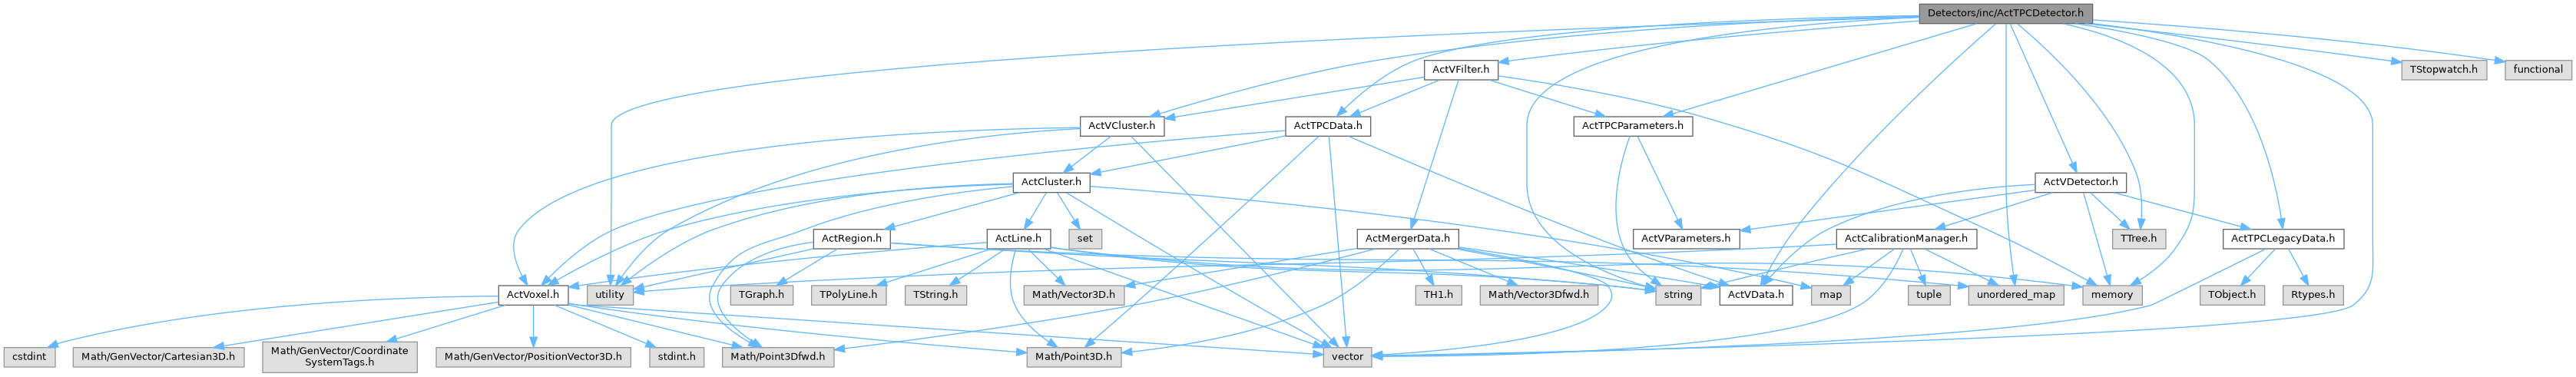 Detectors/inc/ActTPCDetector.h
ActVFilter.h
TStopwatch.h
functional
ActVCluster.h
ActTPCData.h
ActTPCParameters.h
ActCluster.h
ActVDetector.h
ActRegion.h
ActLine.h
set
ActMergerData.h
ActVParameters.h
ActCalibrationManager.h
TTree.h
ActTPCLegacyData.h
ActVoxel.h
utility
TGraph.h
TPolyLine.h
TString.h
Math/Vector3D.h
TH1.h
Math/Vector3Dfwd.h
string
ActVData.h
map
tuple
unordered_map
memory
TObject.h
Rtypes.h
cstdint
Math/GenVector/Cartesian3D.h
Math/GenVector/Coordinate
SystemTags.h
Math/GenVector/PositionVector3D.h
stdint.h
Math/Point3Dfwd.h
Math/Point3D.h
vector